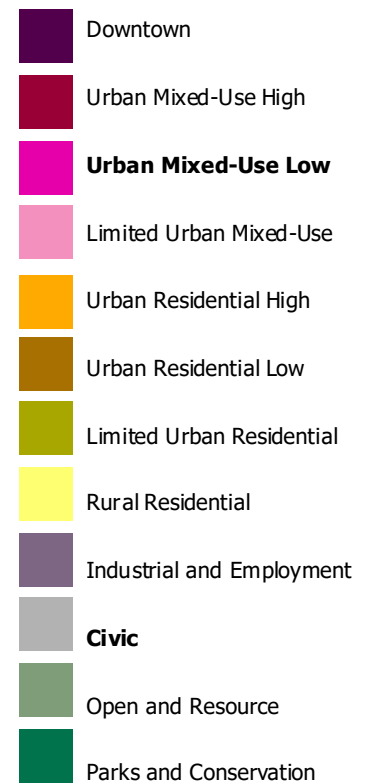 Downtown
Urban Mixed-Use High
Urban Mixed-Use Low
Limited Urban Mixed-Use
Urban Residential High
Urban Residential Low
Limited Urban Residential
Rural Residential
Industrial and Employment
Civic
Open and Resource
Parks and Conservation